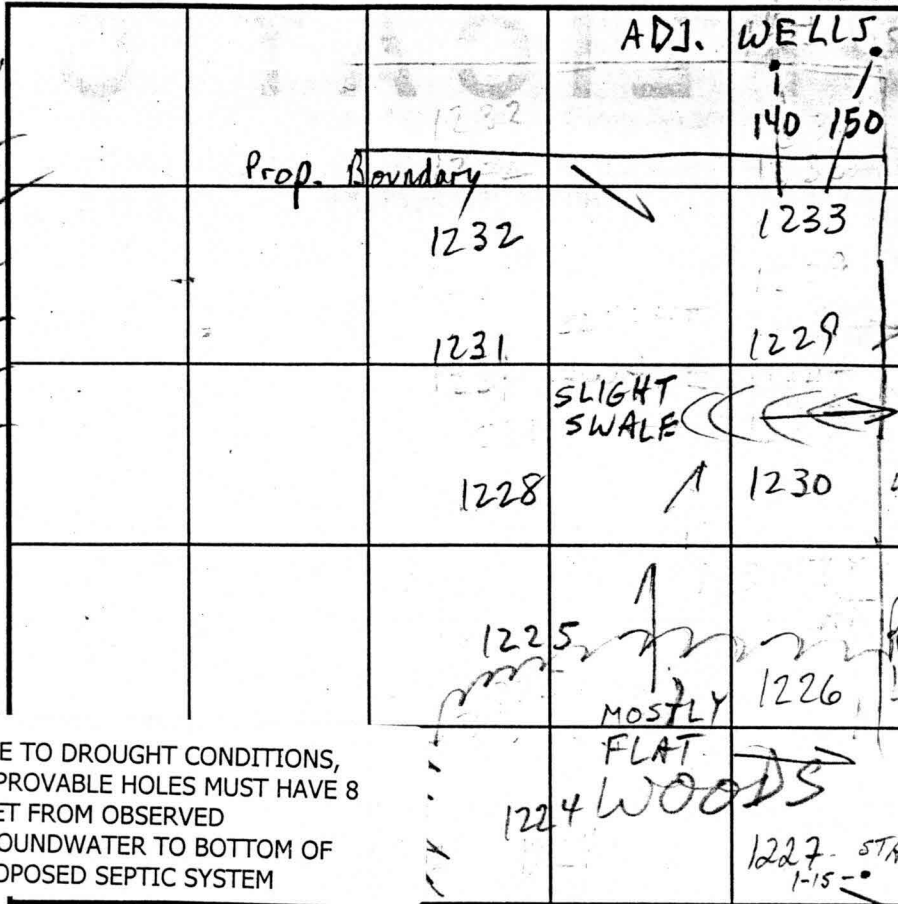 ADJ. WELLS
140 150
1232
Prop. Boundary
1232
1233
1231
1229
SLIGHT
SWALE
1228
1230
1225
1226
MOSTLY
FLAT
WOODS
1224
1227
1-15
E TO DROUGHT CONDITIONS,
PROVABLE HOLES MUST HAVE 8
ET FROM OBSERVED
OUNDWATER TO BOTTOM OF
OPOSED SEPTIC SYSTEM